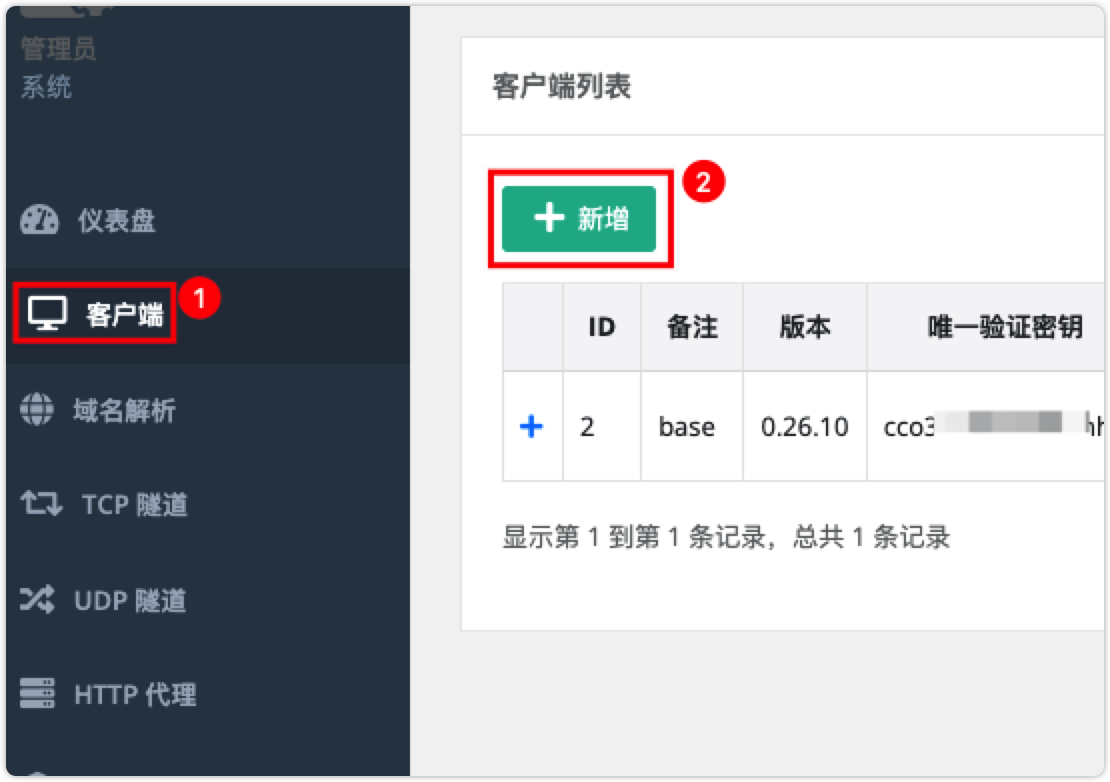 管理员
系统
仪表盘
客户端
1
域名解析
TCP 隧道
UDP 隧道
HTTP 代理
客户端列表
新增
2
ID 备注 版本 唯一验证密钥
2 base 0.26.10 cco3
显示第 1 到第 1 条记录，总共 1 条记录